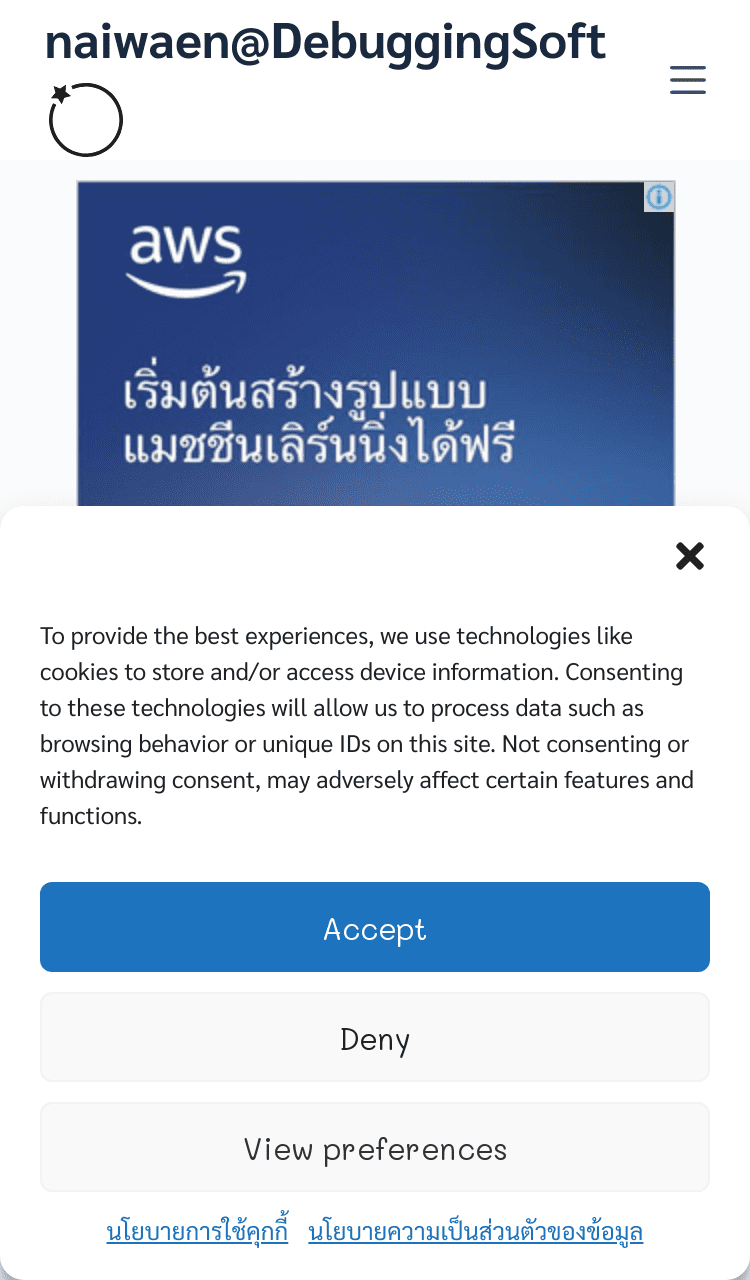 naiwaen@DebuggingSoft
aws
เริ่มต้นสร้างรูปแบบ
แมชชีนเลิร์นนิ่งได้ฟรี
To provide the best experiences, we use technologies like
cookies to store and/or access device information. Consenting
to these technologies will allow us to process data such as
browsing behavior or unique IDs on this site. Not consenting or
withdrawing consent, may adversely affect certain features and
functions.
Accept
Deny
View preferences
นโยบายการใช้คุกกี้ นโยบายความเป็นส่วนตัวของข้อมูล